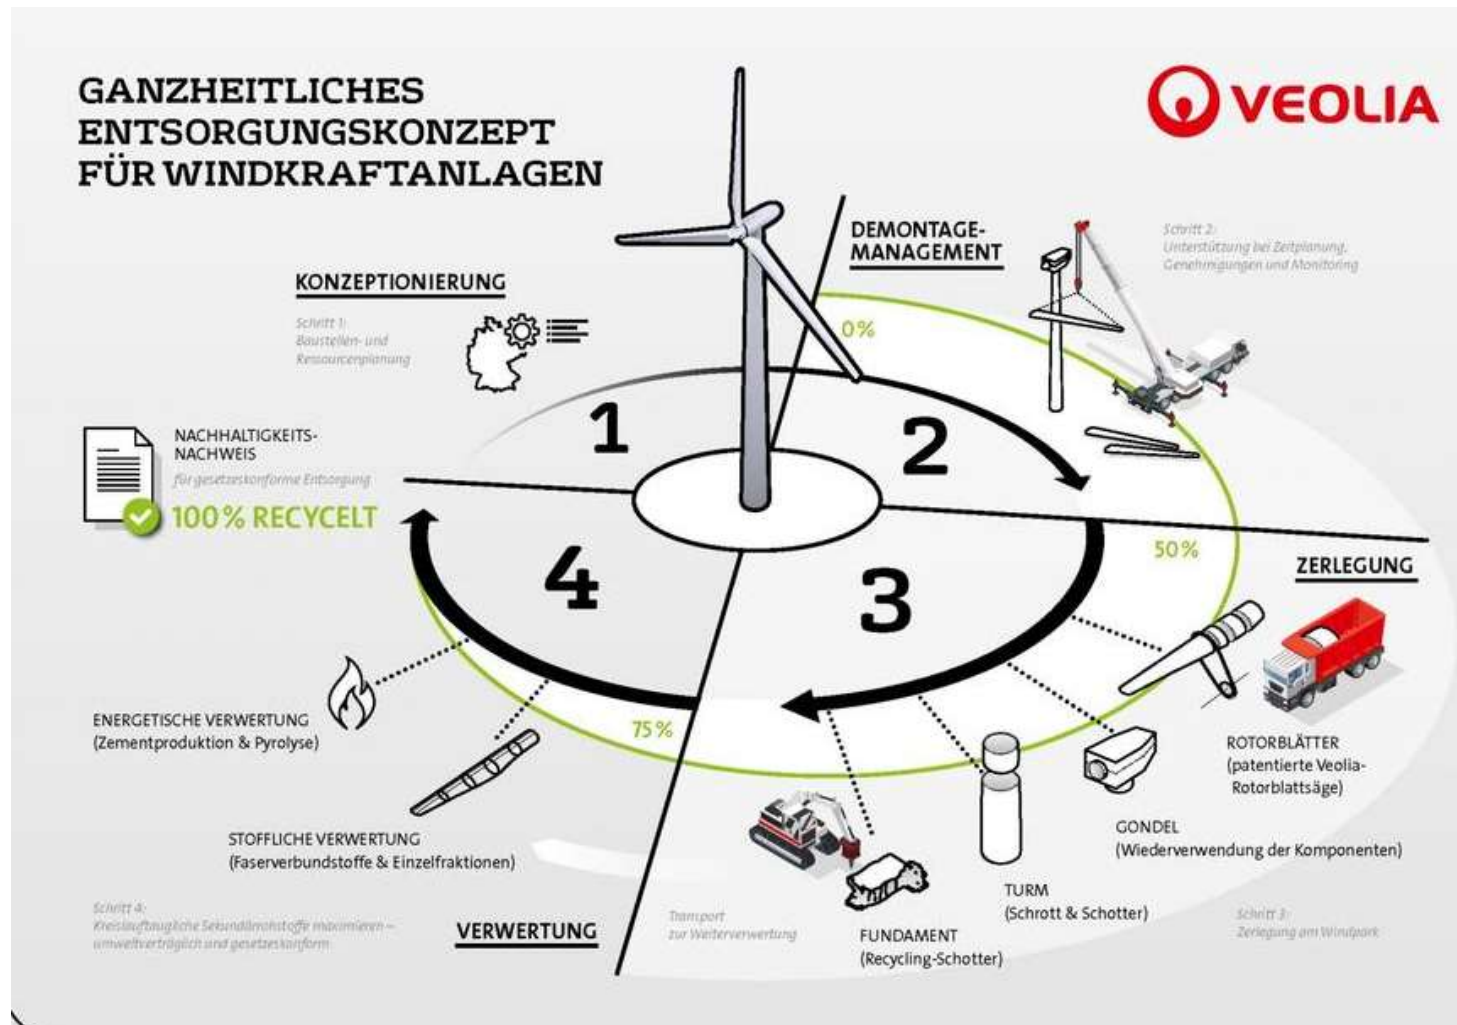 GANZHEITLICHES
ENTSORGUNGSKONZEPT
FÜR WINDKRAFTANLAGEN
VEOLIA
KONZEPTIONIERUNG
Schritt 1:
Baustellen- und
Ressourcenplanung
DEMONTAGE-
MANAGEMENT
Schritt 2:
Unterstützung bei Zeitplanung,
Genehmigungen und Monitoring
0%
1
2
NACHHALTIGKEITS-
NACHWEIS
für gesetzeskonforme Entsorgung
100% RECYCELT
50%
ZERLEGUNG
4
3
75%
ENERGETISCHE VERWERTUNG
(Zementproduktion & Pyrolyse)
STOFFLICHE VERWERTUNG
(Faserverbundstoffe & Einzelfraktionen)
ROTORBLÄTTER
(patentierte Veolia-
Rotorblattsäge)
GONDEL
(Wiederverwendung der Komponenten)
TURM
(Schrott & Schotter)
FUNDAMENT
(Recycling-Schotter)
Schritt 3:
Zerlegung am Windpark
Transport
zur Weiterverwertung
VERWERTUNG
Schritt 4:
Kreislauftaugliche Sekundärrohstoffe maximieren –
umweltverträglich und gesetzeskonform